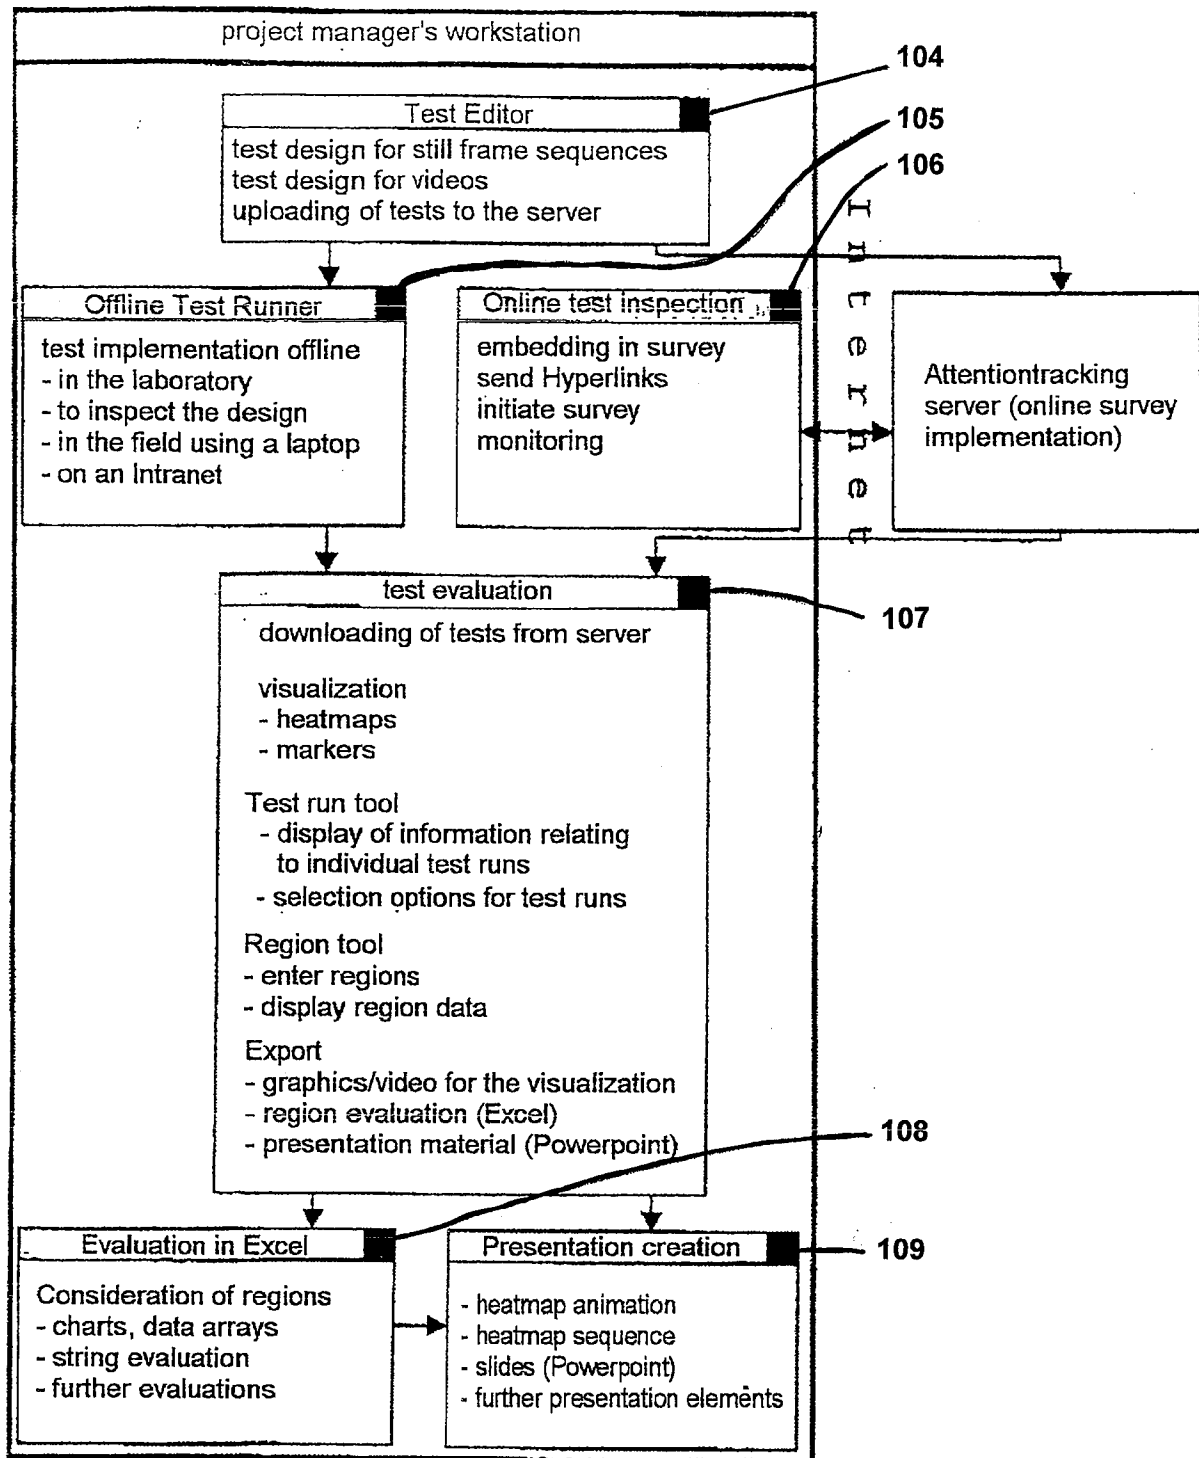 project manager's workstation
104
Test Editor
105
test design for still frame sequences
test design for videos
106
uploading of tests to the server
Internet
Offline Test Runner
test implementation offline
- in the laboratory
- to inspect the design
- in the field using a laptop
- on an Intranet
Online test inspection
embedding in survey
send Hyperlinks
initiate survey
monitoring
Attentiontracking
server (online survey
implementation)
test evaluation
107
downloading of tests from server
visualization
- heatmaps
- markers
Test run tool
- display of information relating
to individual test runs
- selection options for test runs
Region tool
- enter regions
- display region data
Export
- graphics/video for the visualization
- region evaluation (Excel)
- presentation material (Powerpoint)
108
Evaluation in Excel
Consideration of regions
- charts, data arrays
- string evaluation
- further evaluations
Presentation creation
109
- heatmap animation
- heatmap sequence
- slides (Powerpoint)
- further presentation elements